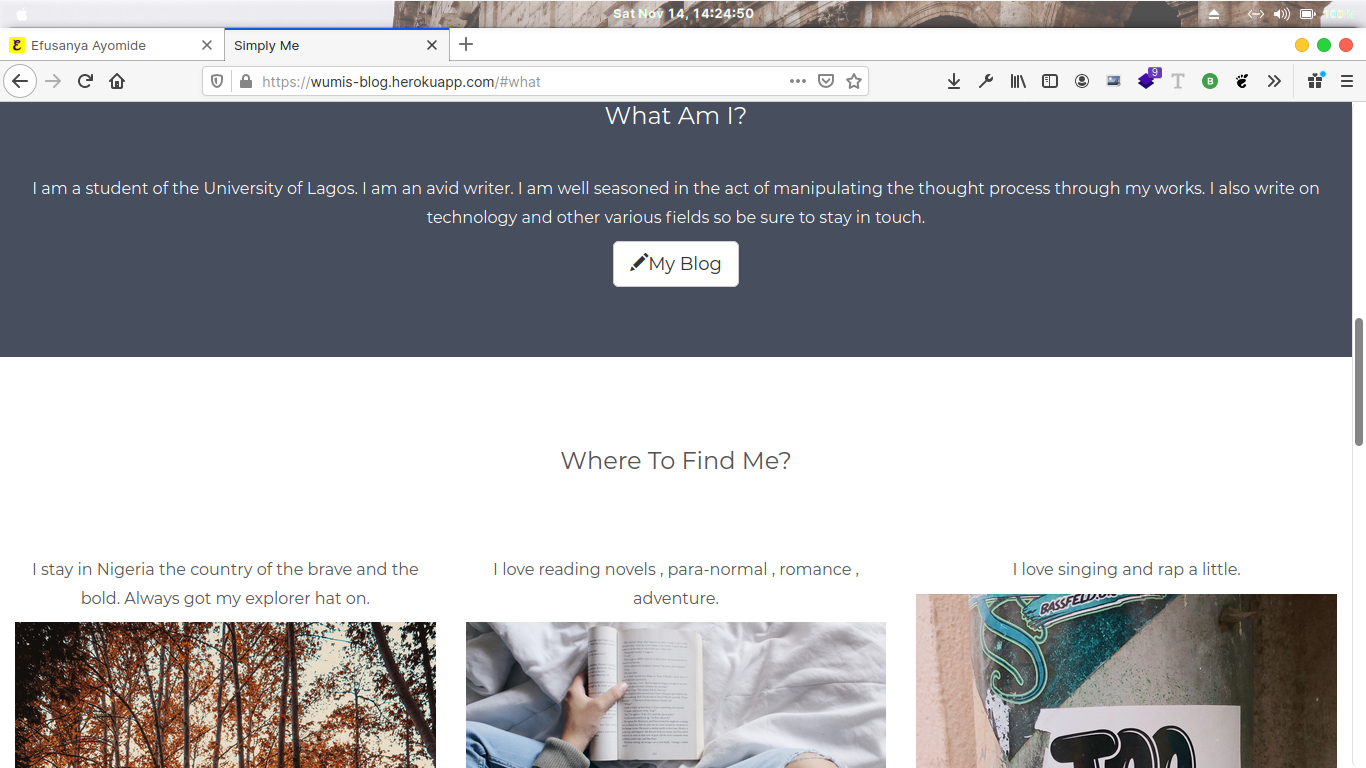 Sat Nov 14, 14:24:50
100%
Efusanya Ayomide
Simply Me
https://wumis-blog.herokuapp.com/#what
9
T
B
What Am I?
I am a student of the University of Lagos. I am an avid writer. I am well seasoned in the act of manipulating the thought process through my works. I also write on
technology and other various fields so be sure to stay in touch.
My Blog
Where To Find Me?
I stay in Nigeria the country of the brave and the
bold. Always got my explorer hat on.
I love reading novels , para-normal , romance ,
adventure.
I love singing and rap a little.